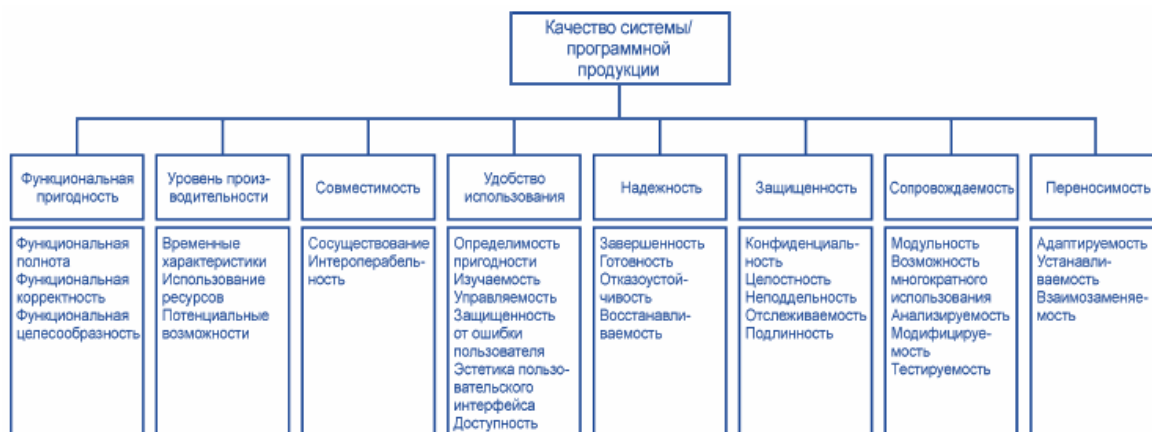 Качество системы/
программной
продукции
Функциональная
пригодность
Уровень произ-
водительности
Совместимость
Удобство
использования
Надежность
Защищенность
Сопровождаемость
Переносимость
Функциональная
полнота
Функциональная
корректность
Функциональная
целесообразность
Временные
характеристики
Использование
ресурсов
Потенциальные
возможности
Сосуществование
Интероперабель-
ность
Определимость
пригодности
Изучаемость
Управляемость
Защищенность
от ошибки
пользователя
Эстетика пользо-
вательского
интерфейса
Доступность
Завершенность
Готовность
Отказоустой-
чивость
Восстанавли-
ваемость
Конфиденциаль-
ность
Целостность
Неподдельность
Отслеживаемость
Подлинность
Модульность
Возможность
многократного
использования
Анализируемость
Модифицируе-
мость
Тестируемость
Адаптируемость
Устанавли-
ваемость
Взаимозаменяе-
мость